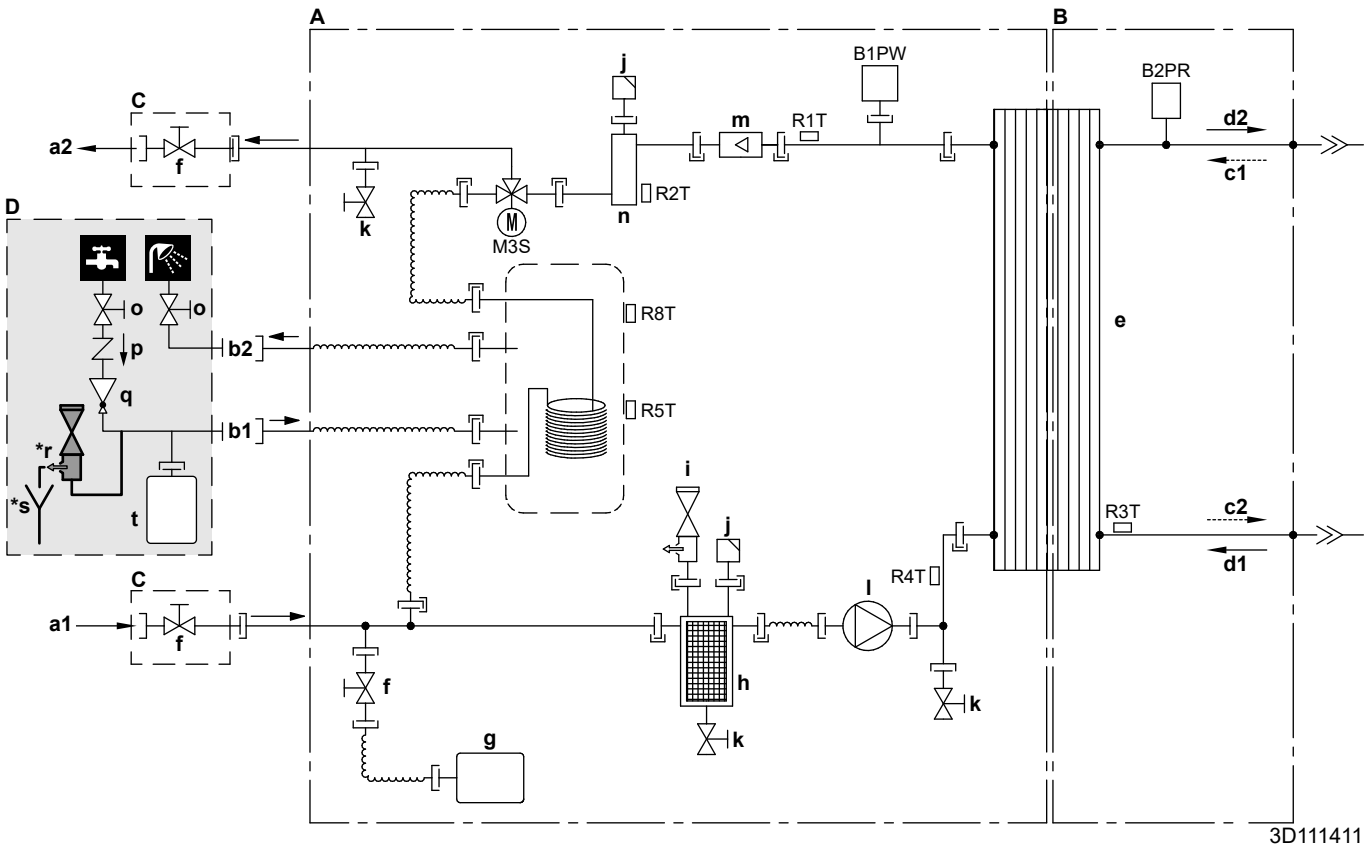 A
B
j
B1PW
B2PR
C
m
R1T
d2
a2
f
c1
R2T
n
k
M
M3S
D
o
o
R8T
e
b2
p
q
R5T
b1
*r
i
*s
j
c2
R3T
t
d1
C
R4T
l
a1
f
f
h
k
k
g
3D111411